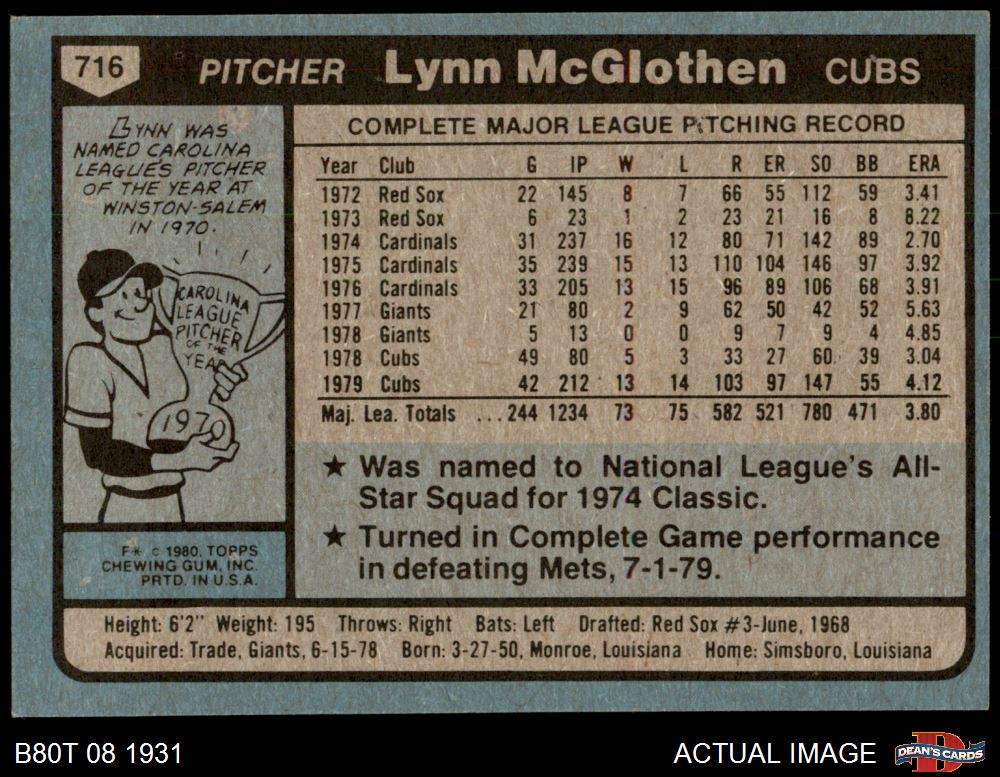 716 PITCHER Lynn McGlothen CUBS
LYNN WAS
NAMED CAROLINA
LEAGUE'S PITCHER
OF THE YEAR AT
WINSTON-SALEM
IN 1970.
CAROLINA
LEAGUE
PITCHER
OF THE
YEAR
1970
F* © 1980, TOPPS
CHEWING GUM, INC.
PRTD. IN U.S.A.
COMPLETE MAJOR LEAGUE PITCHING RECORD
Year Club G IP W L R ER SO BB ERA
1972 Red Sox 22 145 8 7 66 55 112 59 3.41
1973 Red Sox 6 23 1 2 23 21 16 8 8.22
1974 Cardinals 31 237 16 12 80 71 142 89 2.70
1975 Cardinals 35 239 15 13 110 104 146 97 3.92
1976 Cardinals 33 205 13 15 96 89 106 68 3.91
1977 Giants 21 80 2 9 62 50 42 52 5.63
1978 Giants 5 13 0 0 9 7 9 4 4.85
1978 Cubs 49 80 5 3 33 27 60 39 3.04
1979 Cubs 42 212 13 14 103 97 147 55 4.12
Maj. Lea. Totals ...244 1234 73 75 582 521 780 471 3.80
★ Was named to National League's All-
Star Squad for 1974 Classic.
★ Turned in Complete Game performance
in defeating Mets, 7-1-79.
Height: 6'2" Weight: 195 Throws: Right Bats: Left Drafted: Red Sox #3-June, 1968
Acquired: Trade, Giants, 6-15-78 Born: 3-27-50, Monroe, Louisiana Home: Simsboro, Louisiana
B80T 08 1931
ACTUAL IMAGE
D
DEAN'S CARDS